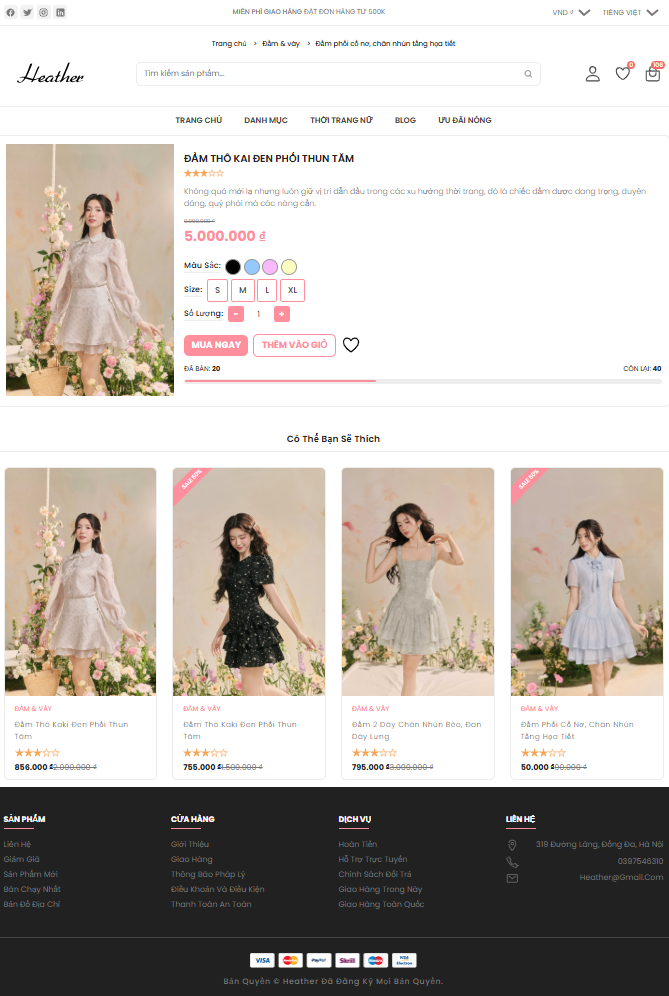 MIỄN PHÍ GIAO HÀNG ĐẶT ĐƠN HÀNG TỪ 500K
VND ₫
TIẾNG VIỆT
Trang chủ > Đầm & váy > Đầm phối cổ nơ, chân nhún tầng họa tiết
Heather
Tìm kiếm sản phẩm...
0
106
TRANG CHỦ
DANH MỤC
THỜI TRANG NỮ
BLOG
ƯU ĐÃI NÓNG
ĐẦM THÔ KAI ĐEN PHỐI THUN TĂM
Không quá mới lạ nhưng luôn giữ vị trí dẫn đầu trong các xu hướng thời trang, đó là chiếc đầm được đang trọng, duyên
dáng, quý phái mà các nàng cần.
5.000.000 ₫
Màu Sắc:
Size: S M L XL
Số Lượng: - 1 +
MUA NGAY
THÊM VÀO GIỎ
ĐÃ BÁN: 20
CÒN LẠI: 40
Có Thể Bạn Sẽ Thích
SALE 50%
SALE 50%
ĐẦM & VÁY
Đầm Thô Kaki Đen Phối Thun
Tăm
856.000 ₫2.000.000 ₫
ĐẦM & VÁY
Đầm Thô Kaki Đen Phối Thun
Tăm
755.000 ₫1.500.000 ₫
ĐẦM & VÁY
Đầm 2 Dây Chân Nhún Bèo, Đan
Dây Lưng
795.000 ₫3.000.000 ₫
ĐẦM & VÁY
Đầm Phối Cổ Nơ, Chân Nhún
Tầng Họa Tiết
50.000 ₫90.000 ₫
SẢN PHẨM
Liên Hệ
Giảm Giá
Sản Phẩm Mới
Bán Chạy Nhất
Bản Đồ Địa Chỉ
CỬA HÀNG
Giới Thiệu
Giao Hàng
Thông Báo Pháp Lý
Điều Khoản Và Điều Kiện
Thanh Toán An Toàn
DỊCH VỤ
Hoàn Tiền
Hỗ Trợ Trực Tuyến
Chính Sách Đổi Trả
Giao Hàng Trong Này
Giao Hàng Toàn Quốc
LIÊN HỆ
319 Đường Láng, Đống Đa, Hà Nội
0397546310
Heather@Gmail.Com
VISA
MasterCard
PayPal
Skrill
Maestro
VISA Electron
Bản Quyền © Heather Đã Đăng Ký Mọi Bản Quyền.